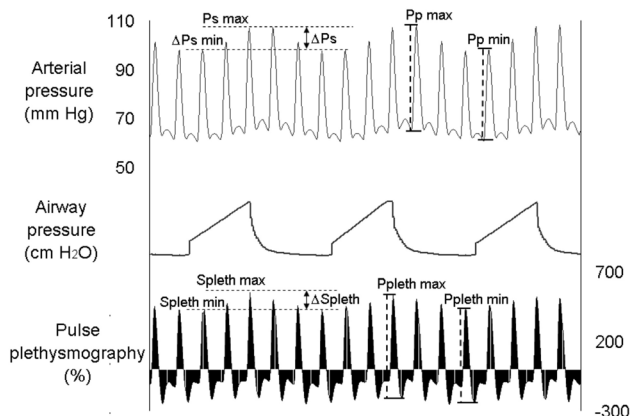 110
Ps max
Pp max
ΔPs min
ΔPs
Pp min
Arterial
pressure
(mm Hg)
90
70
50
Airway
pressure
(cm H2O)
700
Spleth max
Ppleth max
Spleth min
ΔSpleth
Ppleth min
Pulse
plethysmography
(%)
200
-300